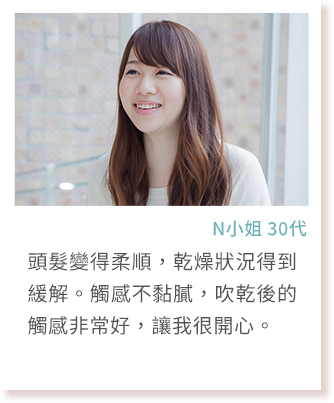 N小姐 30代
頭髮變得柔順，乾燥狀況得到
緩解。觸感不黏膩，吹乾後的
觸感非常好，讓我很開心。